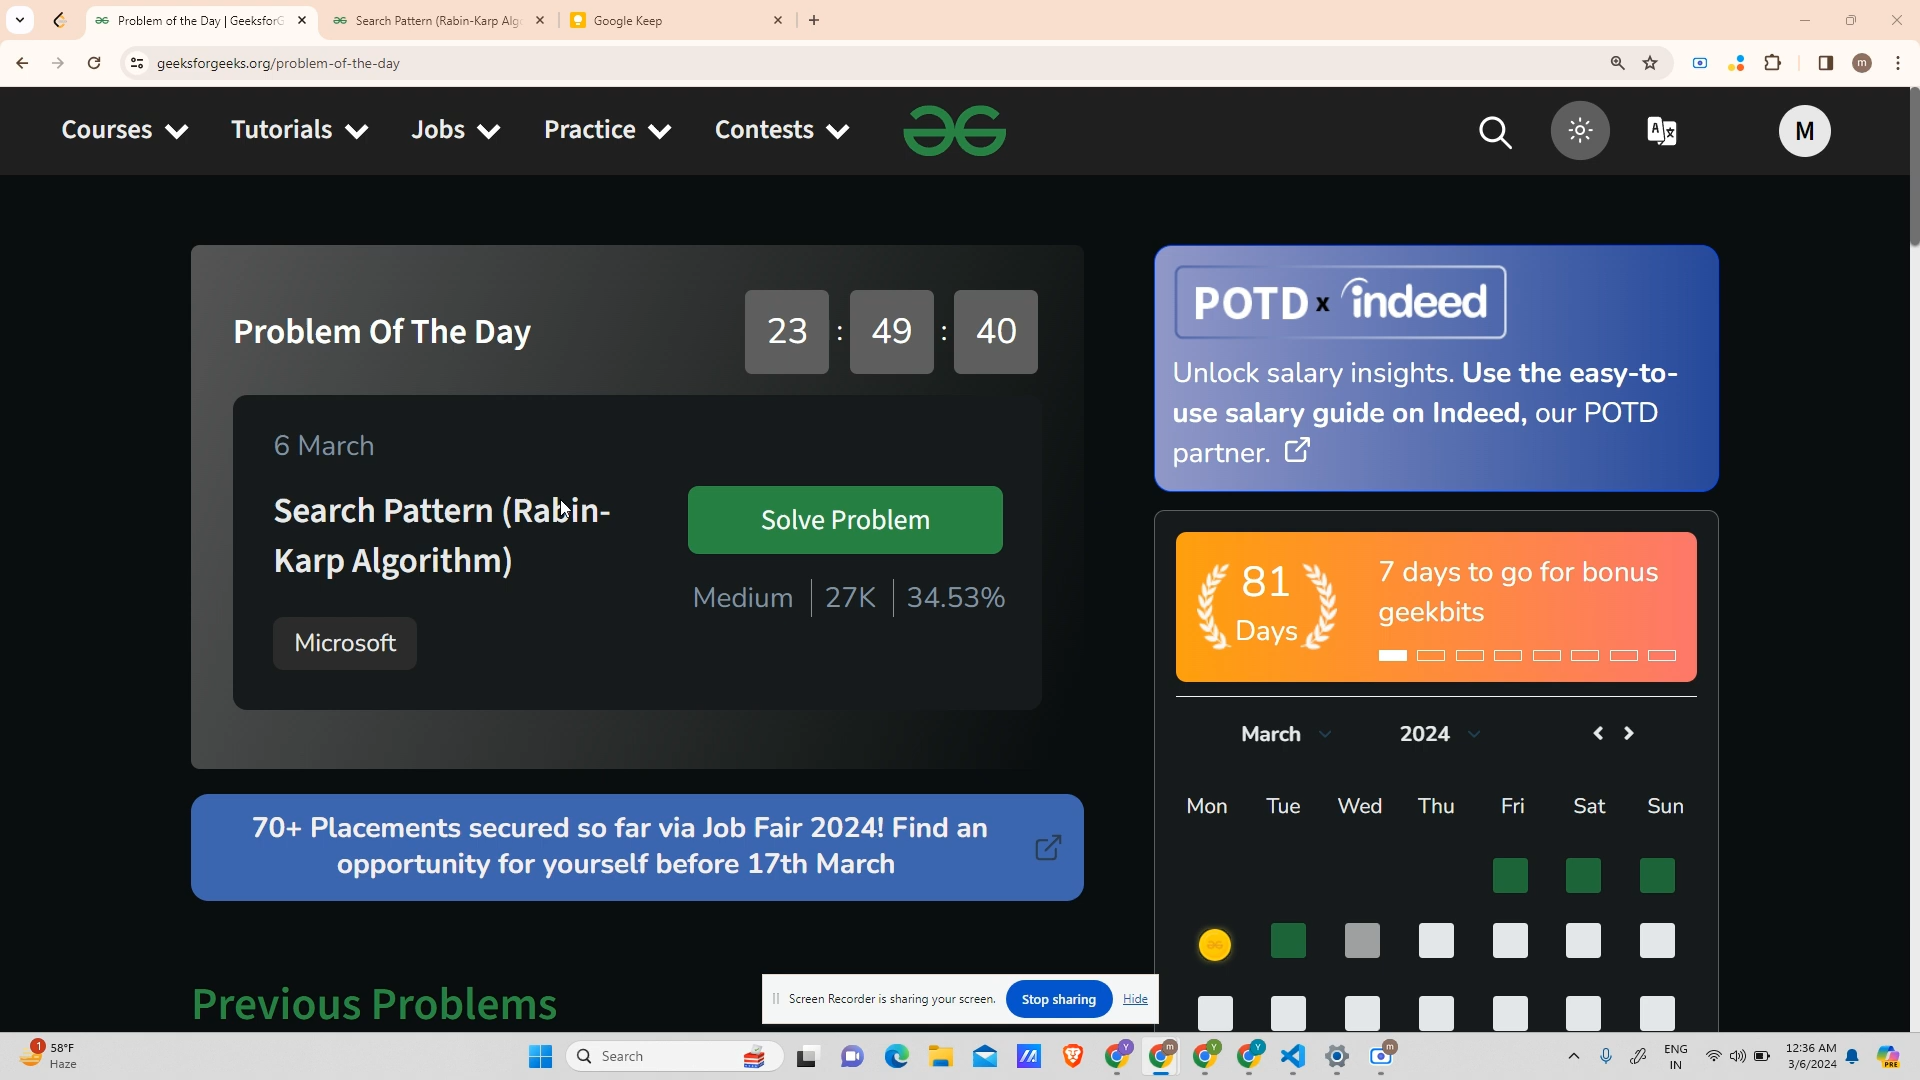 Problem of the Day | GeeksforG
Search Pattern (Rabin-Karp Algo
Google Keep
geeksforgeeks.org/problem-of-the-day
m
Courses
Tutorials
Jobs
Practice
Contests
M
Problem Of The Day
23 : 49 : 40
6 March
Search Pattern (Rabin-
Karp Algorithm)
Solve Problem
Medium
27K
34.53%
Microsoft
70+ Placements secured so far via Job Fair 2024! Find an
opportunity for yourself before 17th March
Previous Problems
POTD x indeed
Unlock salary insights. Use the easy-to-
use salary guide on Indeed, our POTD
partner.
81
Days
7 days to go for bonus
geekbits
March
2024
Mon Tue Wed Thu Fri Sat Sun
Screen Recorder is sharing your screen.
Stop sharing
Hide
1
58°F
Haze
Search
ENG
IN
12:36 AM
3/6/2024